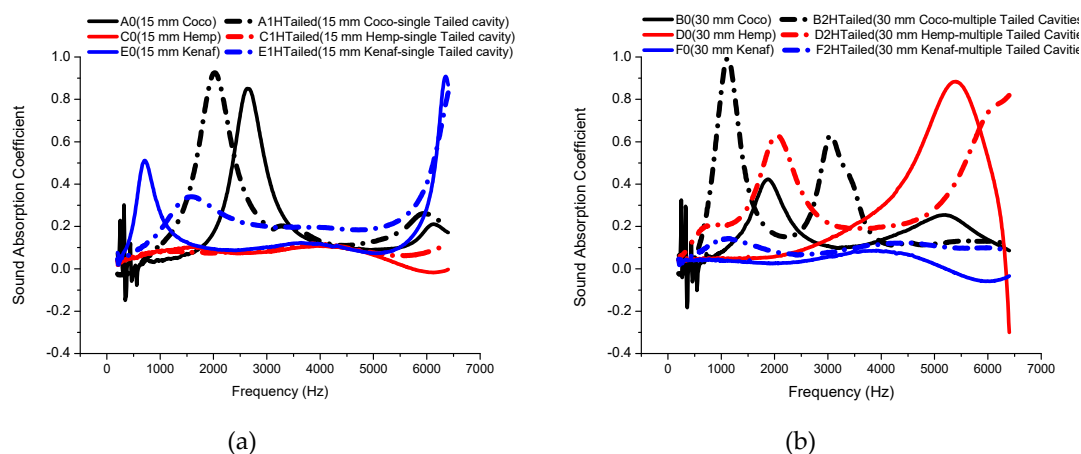 A0(15 mm Coco) A1HTailed(15 mm Coco-single Tailed cavity)
C0(15 mm Hemp) C1HTailed(15 mm Hemp-single Tailed cavity)
E0(15 mm Kenaf) E1HTailed(15 mm Kenaf-single Tailed cavity)
1.0
0.8
0.6
0.4
0.2
0.0
-0.2
-0.4
Sound Absorption Coefficient
0 1000 2000 3000 4000 5000 6000 7000
Frequency (Hz)
(a)
B0(30 mm Coco) B2HTailed(30 mm Coco-multiple Tailed Cavities)
D0(30 mm Hemp) D2HTailed(30 mm Hemp-multiple Tailed Cavities
F0(30 mm Kenaf) F2HTailed(30 mm Kenaf-multiple Tailed Cavities
1.0
0.8
0.6
0.4
0.2
0.0
-0.2
-0.4
Sound Absorption Coefficient
0 1000 2000 3000 4000 5000 6000 7000
Frequency (Hz)
(b)